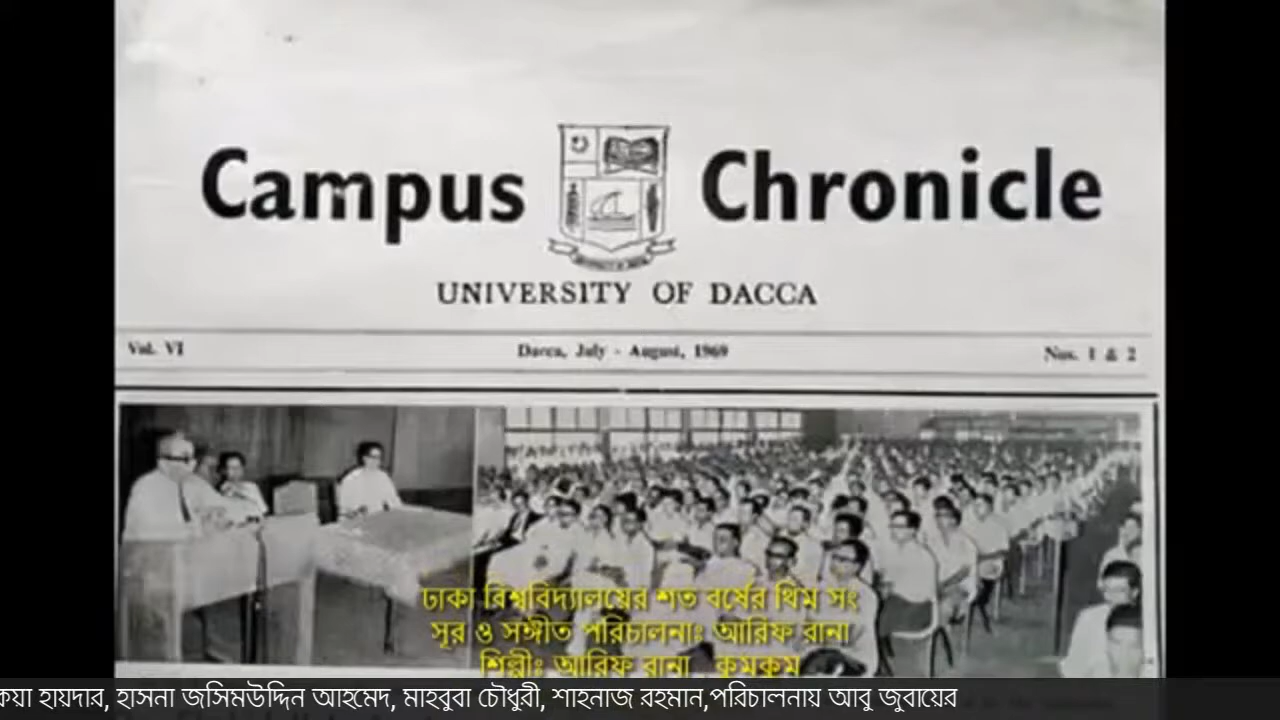 Campus Chronicle
UNIVERSITY OF DACCA
Vol. VI Dacca, July - August, 1969 Nos. 1 & 2
ঢাকা বিশ্ববিদ্যালয়ের শত বর্ষের থিম সং
সূর ও সঙ্গীত পরিচালনাঃ আরিফ রানা
শিল্পীঃ আরিফ রানা কুমকুম
হায়দার, হাসনা জসিমউদ্দিন আহমেদ, মাহবুবা চৌধুরী, শাহনাজ রহমান,পরিচালনায় আবু জুবায়ের